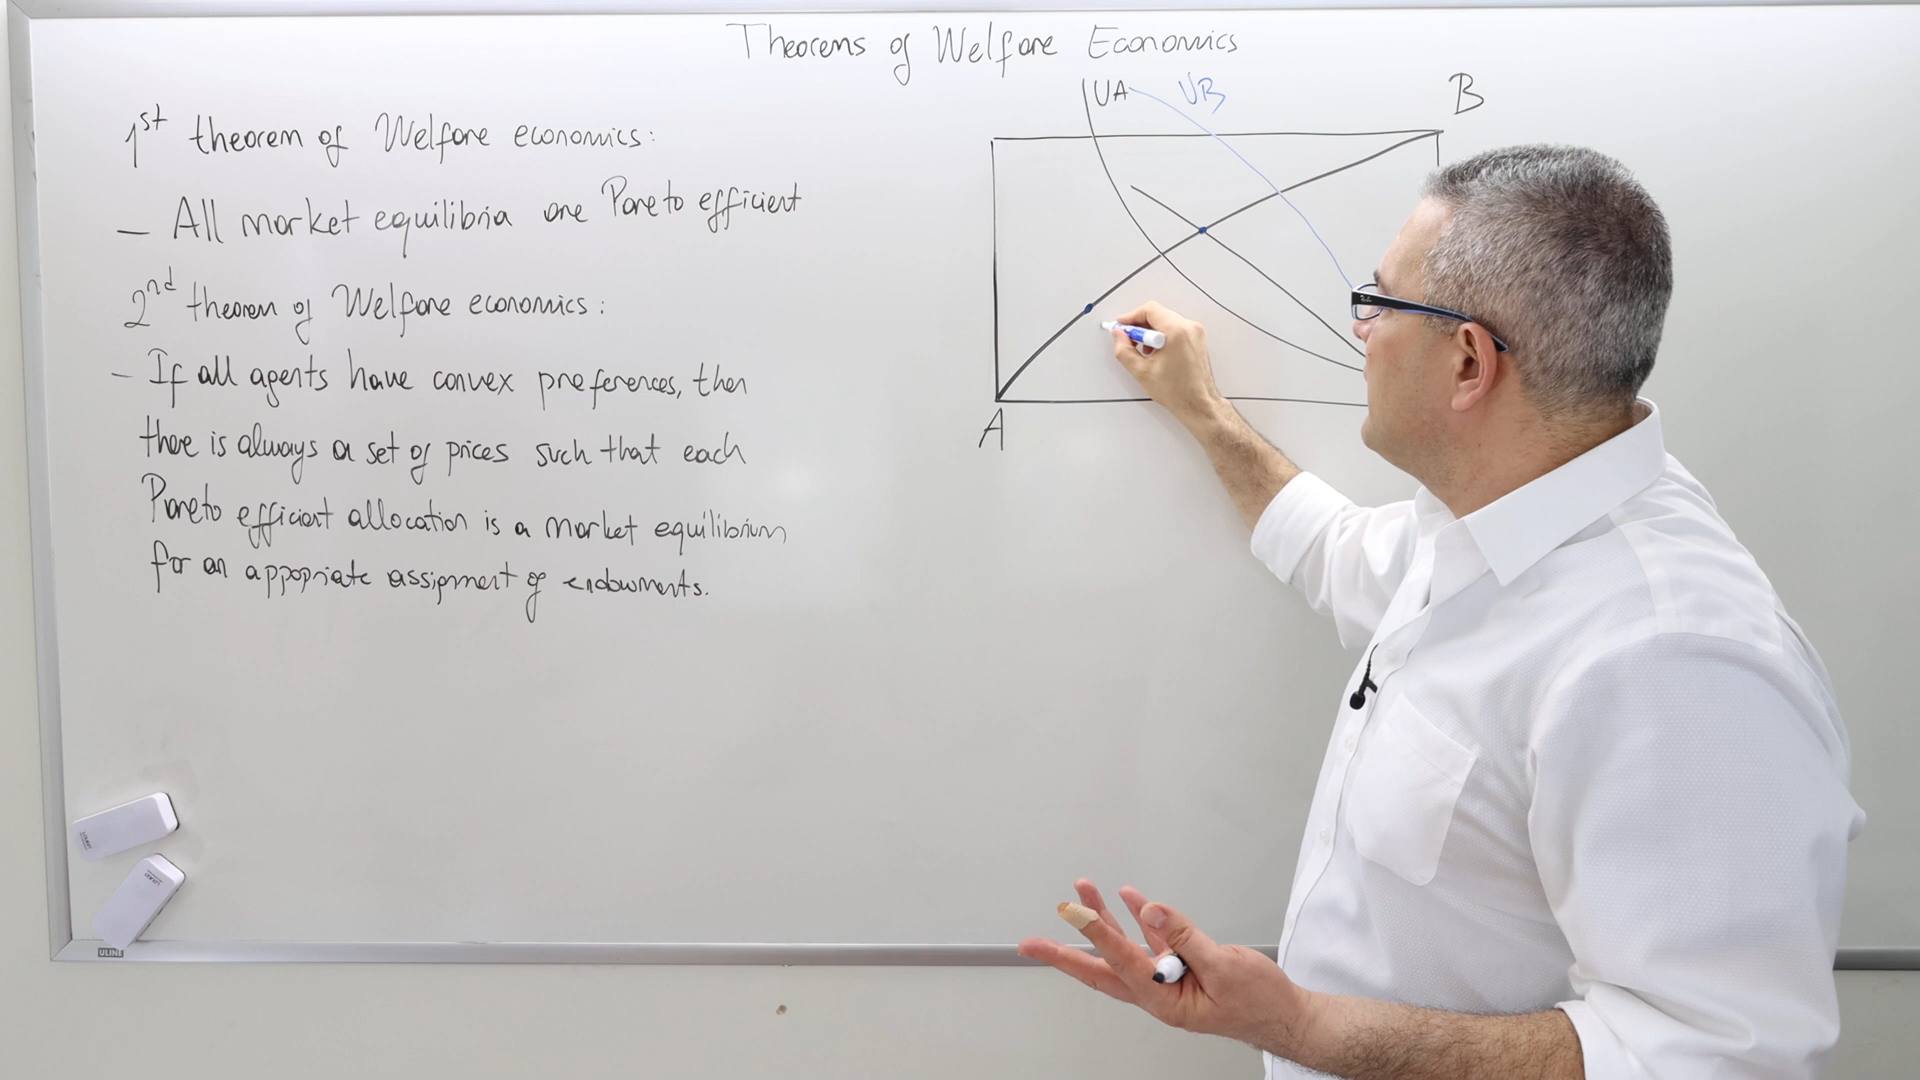 Theorems of Welfare Economics
1st theorem of Welfare economics:
- All market equilibria are Pareto efficient
2nd theorem of Welfare economics:
- If all agents have convex preferences, then
there is always a set of prices such that each
Pareto efficient allocation is a market equilibrium
for an appopriate assignment of endowments.
UA UB B
A
ULINE